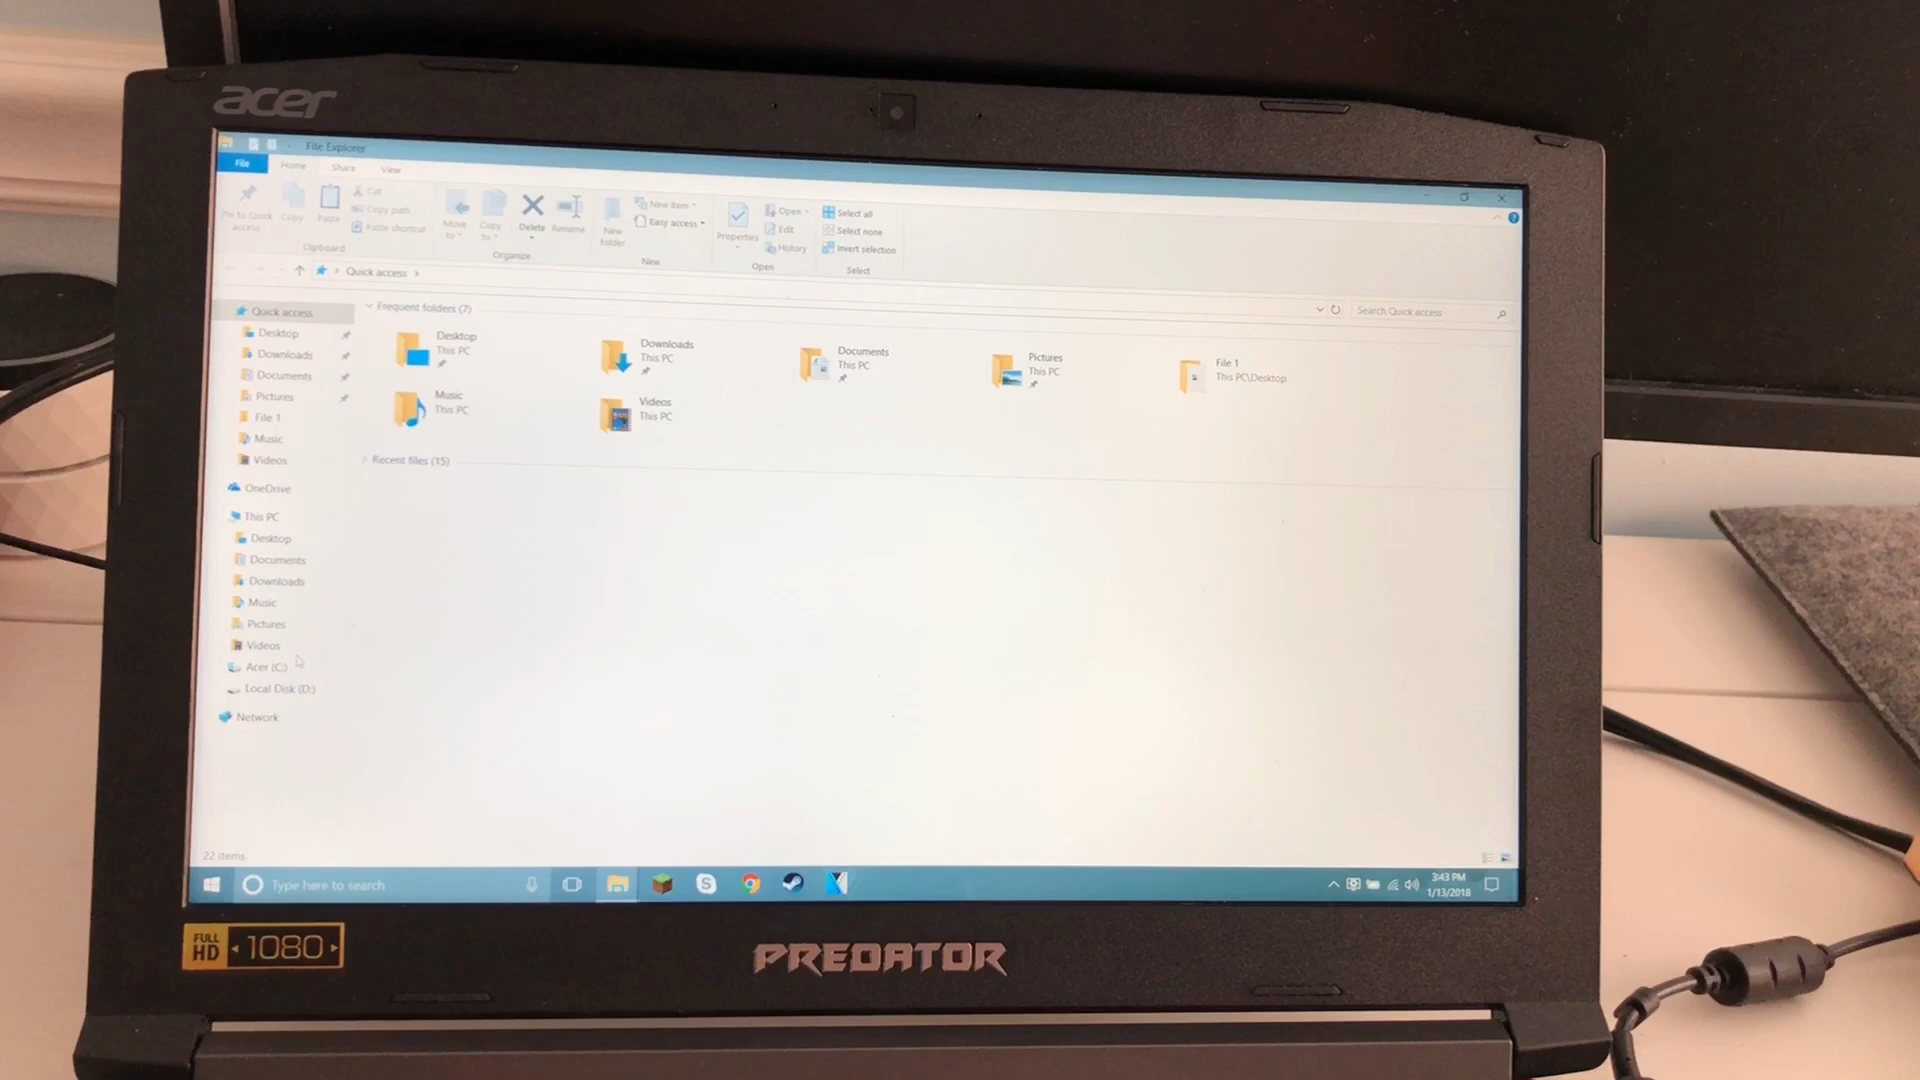 acer
File Explorer
File Home Share View
Pin to Quick access
Copy
Paste
Cut
Copy path
Paste shortcut
Clipboard
Move to
Copy to
Delete
Rename
Organize
New folder
New item
Easy access
New
Properties
Open
Edit
History
Open
Select all
Select none
Invert selection
Select
Quick access
Search Quick access
Quick access
Desktop
Downloads
Documents
Pictures
File 1
Music
Videos
OneDrive
This PC
Desktop
Documents
Downloads
Music
Pictures
Videos
Acer (C:)
Local Disk (D:)
Network
Frequent folders (7)
Desktop
This PC
Downloads
This PC
Documents
This PC
Pictures
This PC
File 1
This PC\Desktop
Music
This PC
Videos
This PC
Recent files (15)
22 items
Type here to search
3:43 PM
1/13/2018
FULL HD 1080
PREDATOR